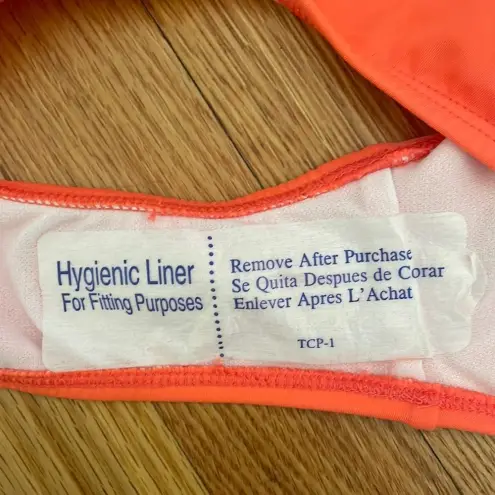 Hygienic Liner
For Fitting Purposes
Remove After Purchase
Se Quita Despues de Corar
Enlever Apres L'Achat
TCP-1